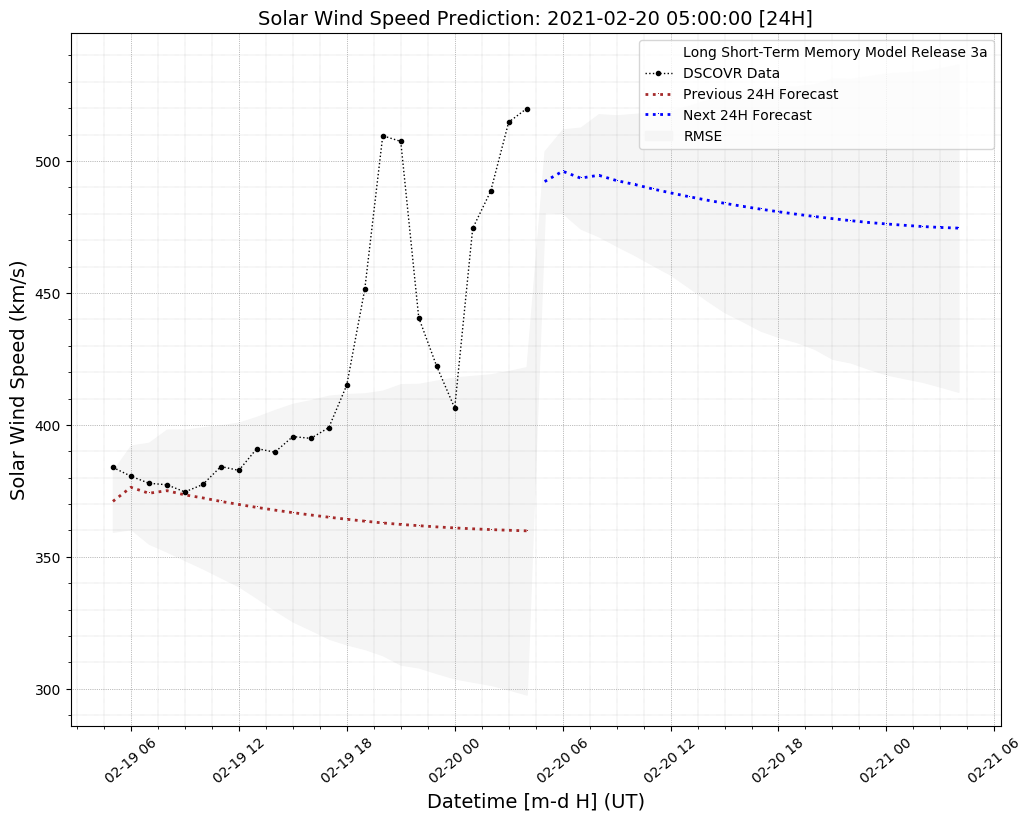 Solar Wind Speed Prediction: 2021-02-20 05:00:00 [24H]
Long Short-Term Memory Model Release 3a
DSCOVR Data
Previous 24H Forecast
Next 24H Forecast
RMSE
Solar Wind Speed (km/s)
500
450
400
350
300
02-19 06
02-19 12
02-19 18
02-20 00
02-20 06
02-20 12
02-20 18
02-21 00
02-21 06
Datetime [m-d H] (UT)